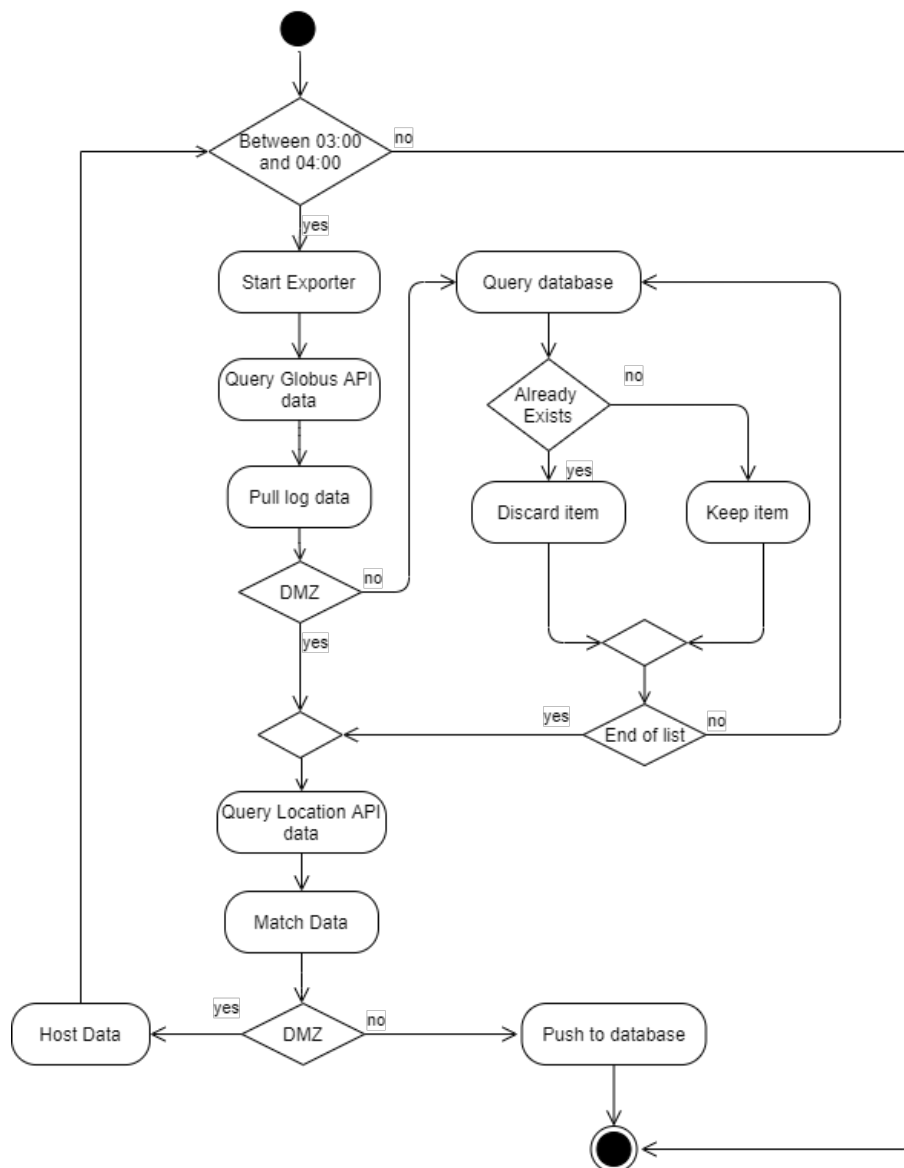 Between 03:00
and 04:00
no
yes
Start Exporter
Query database
Query Globus API
data
no
Already
Exists
yes
Pull log data
Discard item
Keep item
DMZ
no
yes
yes
End of list
no
Query Location API
data
Match Data
yes
no
Host Data
DMZ
Push to database